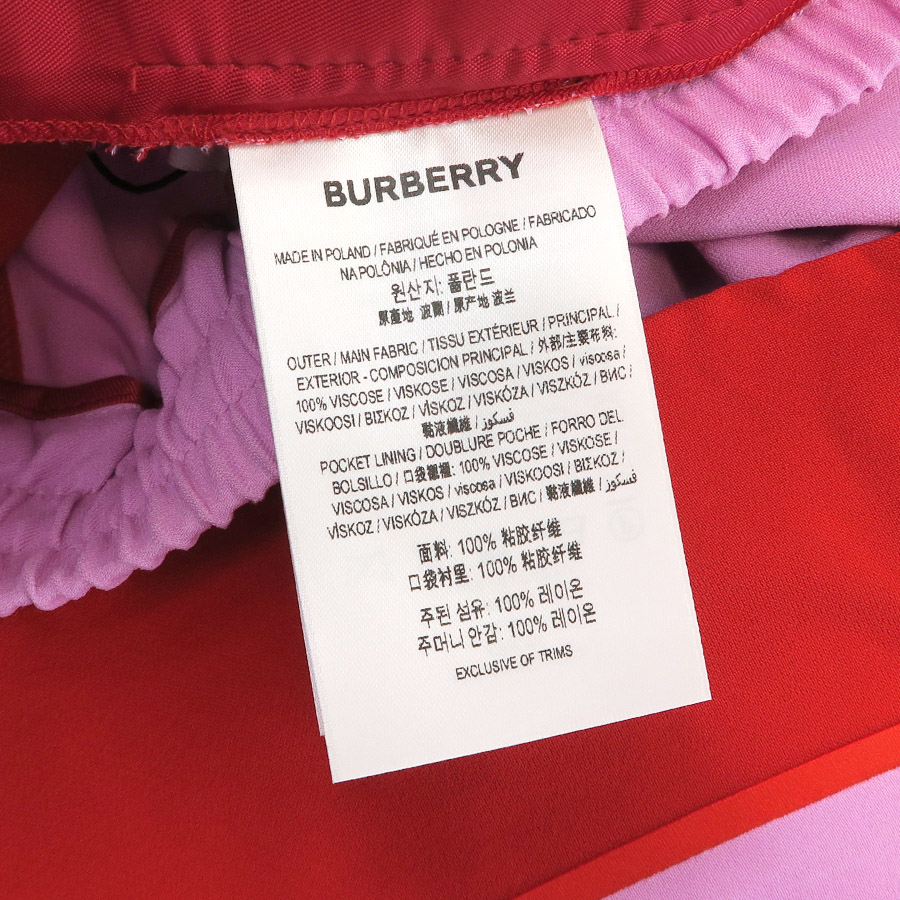 BURBERRY
MADE IN POLAND / FABRIQUÉ EN POLOGNE / FABRICADO
NA POLÔNIA / HECHO EN POLONIA
원산지: 폴란드
原產地 波蘭 / 原产地 波兰
OUTER / MAIN FABRIC / TISSU EXTÉRIEUR / PRINCIPAL /
EXTERIOR - COMPOSICION PRINCIPAL / 外部/主要布料:
100% VISCOSE / VISKOSE / VISCOSA / VISKOS / viscosa /
VISKOOSI / ΒΙΣΚΟΖ / VİSKOZ / VISKÓZA / VISZKÓZ / ВИС /
黏液纖維 / فسكوز
POCKET LINING / DOUBLURE POCHE / FORRO DEL
BOLSILLO / 口袋襯裡: 100% VISCOSE / VISKOSE /
VISCOSA / VISKOS / viscosa / VISKOOSI / ΒΙΣΚΟΖ /
VİSKOZ / VISKÓZA / VISZKÓZ / ВИС / 黏液纖維 / فسكوز
面料: 100% 粘胶纤维
口袋衬里: 100% 粘胶纤维
주된 섬유: 100% 레이온
주머니 안감: 100% 레이온
EXCLUSIVE OF TRIMS